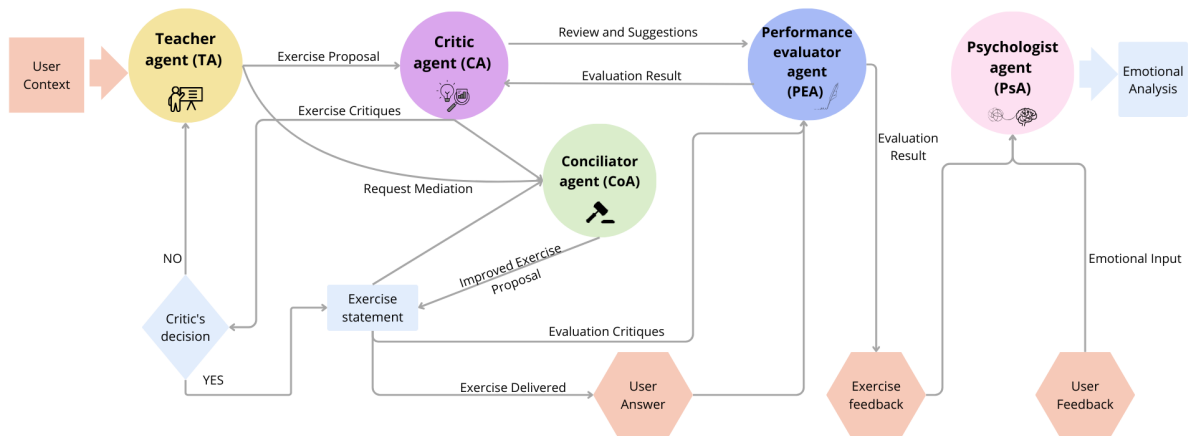 User
Context
Teacher
agent (TA)
Exercise Proposal
Critic
agent (CA)
Review and Suggestions
Evaluation Result
Performance
evaluator
agent
(PEA)
Psychologist
agent
(PsA)
Emotional
Analysis
Exercise Critiques
Evaluation
Result
Conciliator
agent (CoA)
Request Mediation
NO
Improved Exercise
Proposal
Emotional Input
Exercise
statement
Critic's
decision
Evaluation Critiques
YES
Exercise Delivered
User
Answer
Exercise
feedback
User
Feedback